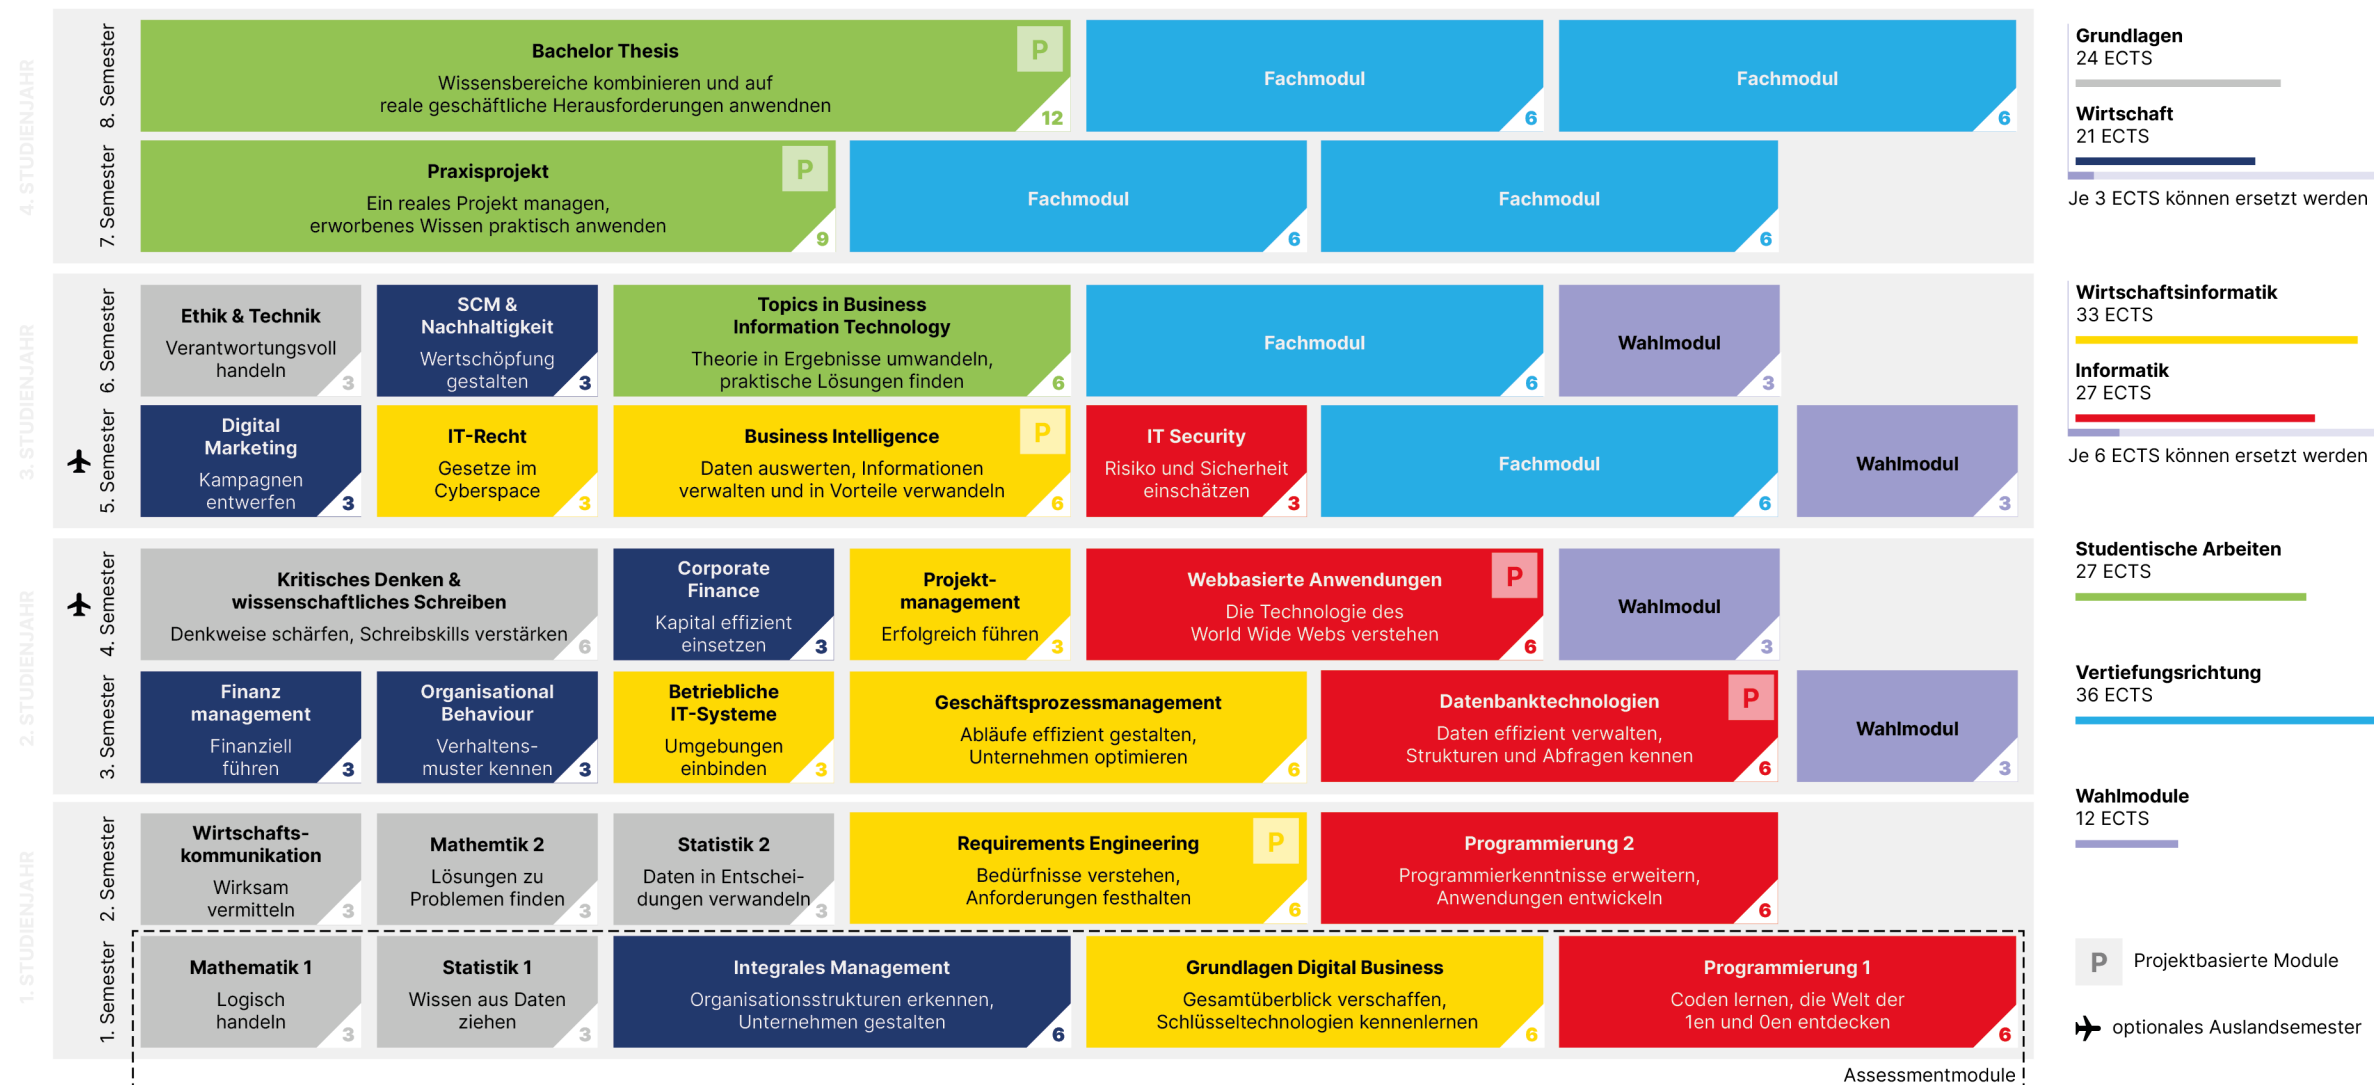 4. STUDIENJAHR
8. Semester
Bachelor Thesis
P
Wissensbereiche kombinieren und auf
reale geschäftliche Herausforderungen anwendnen
12
Fachmodul
6
Fachmodul
6
7. Semester
Praxisprojekt
P
Ein reales Projekt managen,
erworbenes Wissen praktisch anwenden
9
Fachmodul
6
Fachmodul
6
3. STUDIENJAHR
6. Semester
Ethik & Technik
Verantwortungsvoll
handeln
3
SCM &
Nachhaltigkeit
Wertschöpfung
gestalten
3
Topics in Business
Information Technology
Theorie in Ergebnisse umwandeln,
praktische Lösungen finden
6
Fachmodul
6
Wahlmodul
3
5. Semester
Digital
Marketing
Kampagnen
entwerfen
3
IT-Recht
Gesetze im
Cyberspace
3
Business Intelligence
P
Daten auswerten, Informationen
verwalten und in Vorteile verwandeln
6
IT Security
Risiko und Sicherheit
einschätzen
3
Fachmodul
6
Wahlmodul
3
2. STUDIENJAHR
4. Semester
Kritisches Denken &
wissenschaftliches Schreiben
Denkweise schärfen, Schreibskills verstärken
6
Corporate
Finance
Kapital effizient
einsetzen
3
Projekt-
management
Erfolgreich führen
3
Webbasierte Anwendungen
P
Die Technologie des
World Wide Webs verstehen
6
Wahlmodul
3
3. Semester
Finanz
management
Finanziell
führen
3
Organisational
Behaviour
Verhaltens-
muster kennen
3
Betriebliche
IT-Systeme
Umgebungen
einbinden
3
Geschäftsprozessmanagement
Abläufe effizient gestalten,
Unternehmen optimieren
6
Datenbanktechnologien
P
Daten effizient verwalten,
Strukturen und Abfragen kennen
6
Wahlmodul
3
1. STUDIENJAHR
2. Semester
Wirtschafts-
kommunikation
Wirksam
vermitteln
3
Mathemtik 2
Lösungen zu
Problemen finden
3
Statistik 2
Daten in Entschei-
dungen verwandeln
3
Requirements Engineering
P
Bedürfnisse verstehen,
Anforderungen festhalten
6
Programmierung 2
Programmierkenntnisse erweitern,
Anwendungen entwickeln
6
1. Semester
Mathematik 1
Logisch
handeln
3
Statistik 1
Wissen aus Daten
ziehen
3
Integrales Management
Organisationsstrukturen erkennen,
Unternehmen gestalten
6
Grundlagen Digital Business
Gesamtüberblick verschaffen,
Schlüsseltechnologien kennenlernen
6
Programmierung 1
Coden lernen, die Welt der
1en und 0en entdecken
6
Assessmentmodule
Grundlagen
24 ECTS
Wirtschaft
21 ECTS
Je 3 ECTS können ersetzt werden
Wirtschaftsinformatik
33 ECTS
Informatik
27 ECTS
Je 6 ECTS können ersetzt werden
Studentische Arbeiten
27 ECTS
Vertiefungsrichtung
36 ECTS
Wahlmodule
12 ECTS
P Projektbasierte Module
optionales Auslandsemester